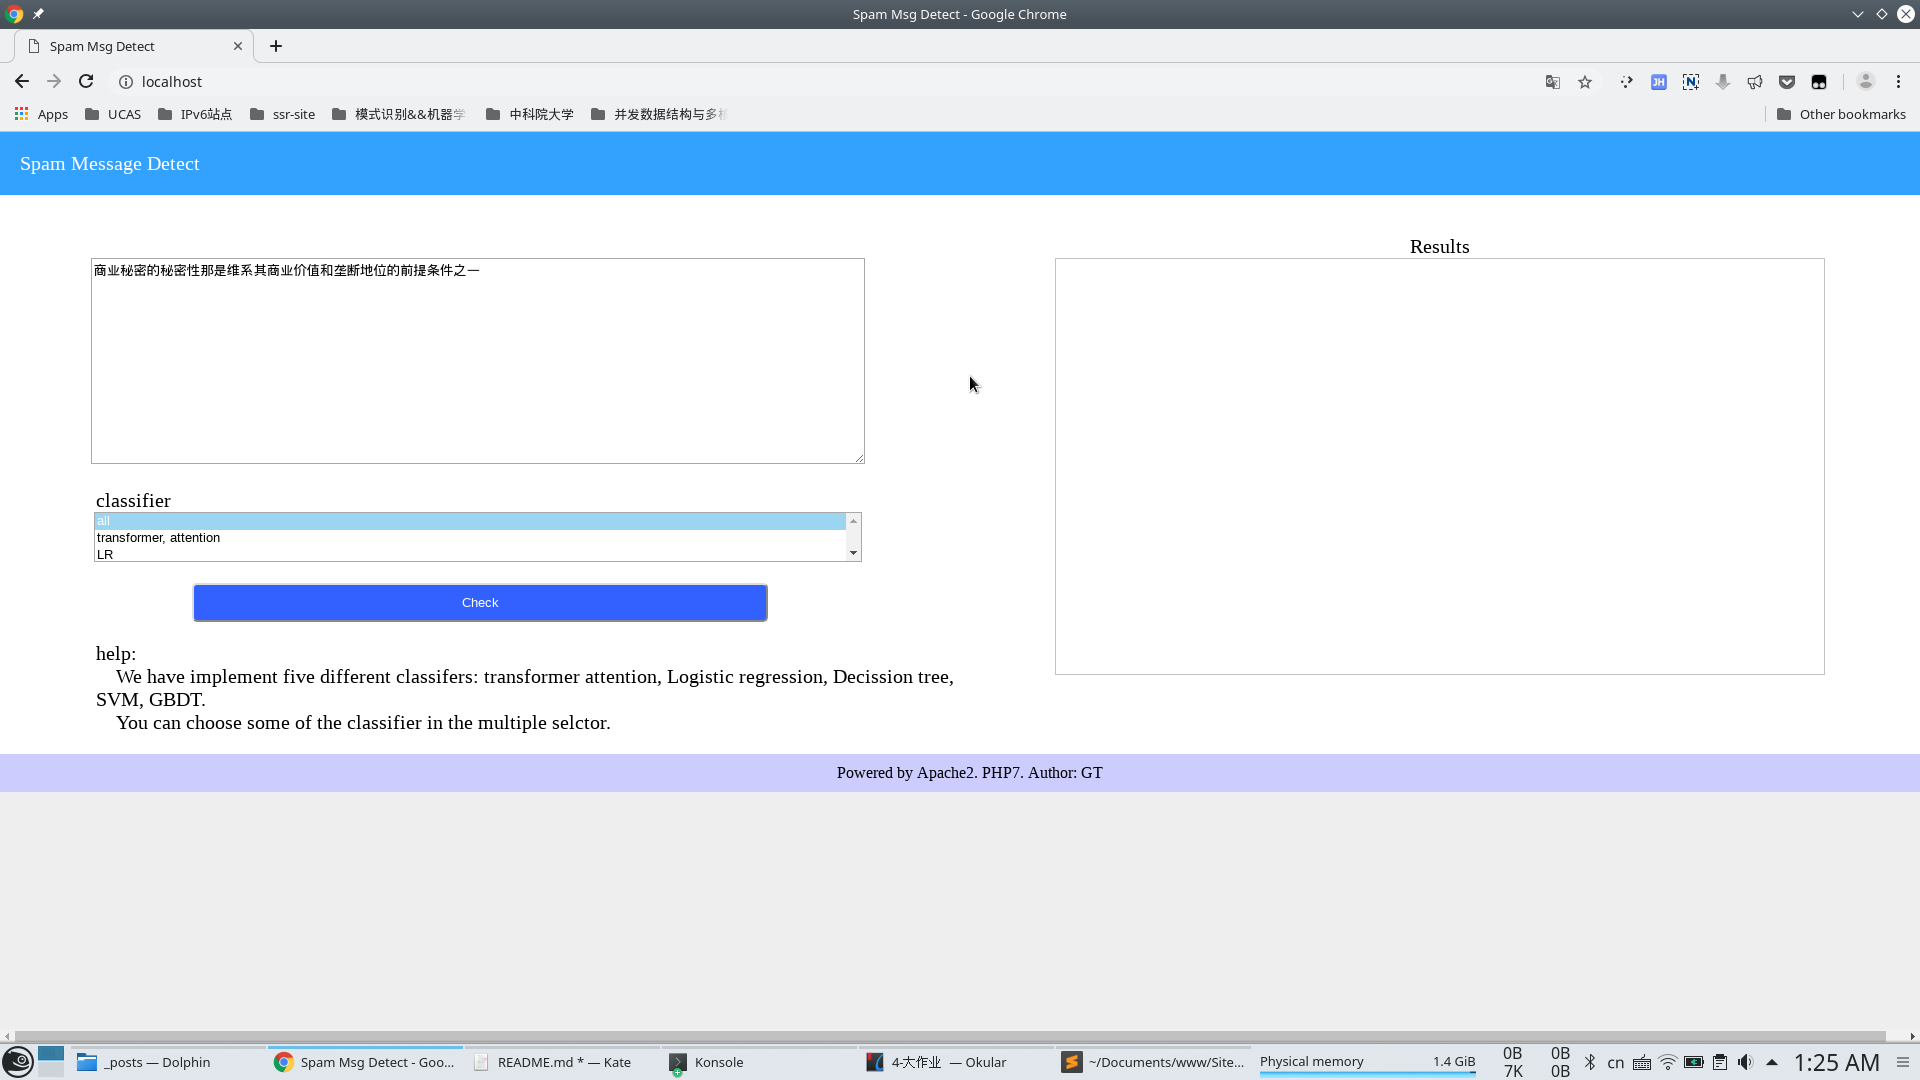 Spam Msg Detect - Google Chrome
Spam Msg Detect
localhost
Apps UCAS IPv6站点 ssr-site 模式识别&&机器学 中科院大学 并发数据结构与多核 Other bookmarks
Spam Message Detect
Results
商业秘密的秘密性那是维系其商业价值和垄断地位的前提条件之一
classifier
all
transformer, attention
LR
Check
help:
We have implement five different classifers: transformer attention, Logistic regression, Decission tree,
SVM, GBDT.
You can choose some of the classifier in the multiple selctor.
Powered by Apache2. PHP7. Author: GT
_posts — Dolphin Spam Msg Detect - Goo... README.md * — Kate Konsole 4-大作业 — Okular ~/Documents/www/Site... Physical memory 1.4 GiB 0B 0B cn 1:25 AM
7K 0B